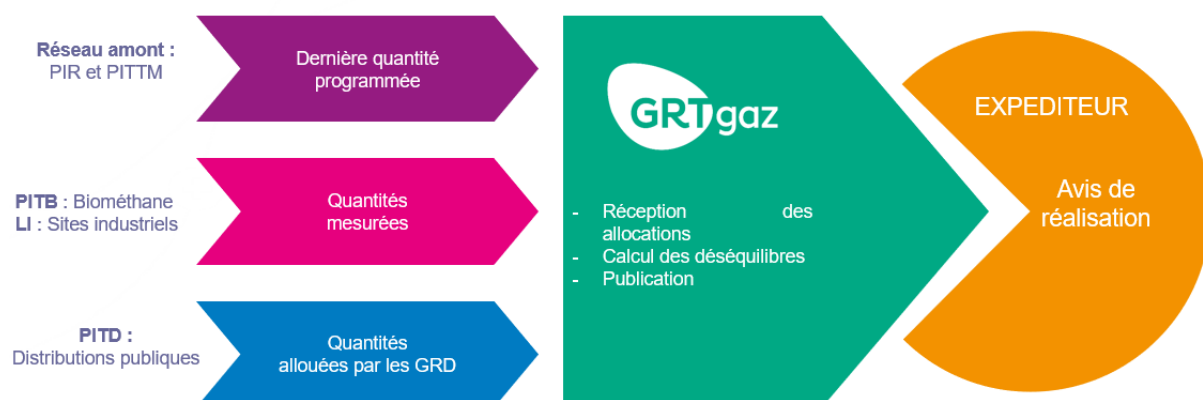 Réseau amont :
PIR et PITTM
Dernière quantité
programmée
PITB : Biométhane
LI : Sites industriels
Quantités
mesurées
PITD :
Distributions publiques
Quantités
allouées par les GRD
GRTgaz
- Réception des
allocations
- Calcul des déséquilibres
- Publication
EXPEDITEUR
Avis de
réalisation